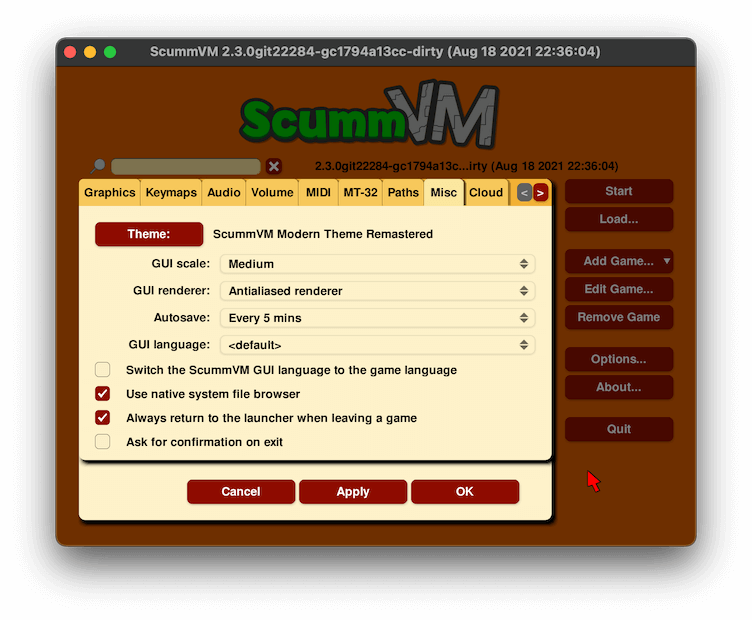 ScummVM 2.3.0git22284-gc1794a13cc-dirty (Aug 18 2021 22:36:04)
ScummVM
2.3.0git22284-gc1794a13c...irty (Aug 18 2021 22:36:04)
Graphics Keymaps Audio Volume MIDI MT-32 Paths Misc Cloud < >
Theme: ScummVM Modern Theme Remastered
GUI scale: Medium
GUI renderer: Antialiased renderer
Autosave: Every 5 mins
GUI language: <default>
Switch the ScummVM GUI language to the game language
Use native system file browser
Always return to the launcher when leaving a game
Ask for confirmation on exit
Cancel Apply OK
Start
Load...
Add Game...
Edit Game...
Remove Game
Options...
About...
Quit